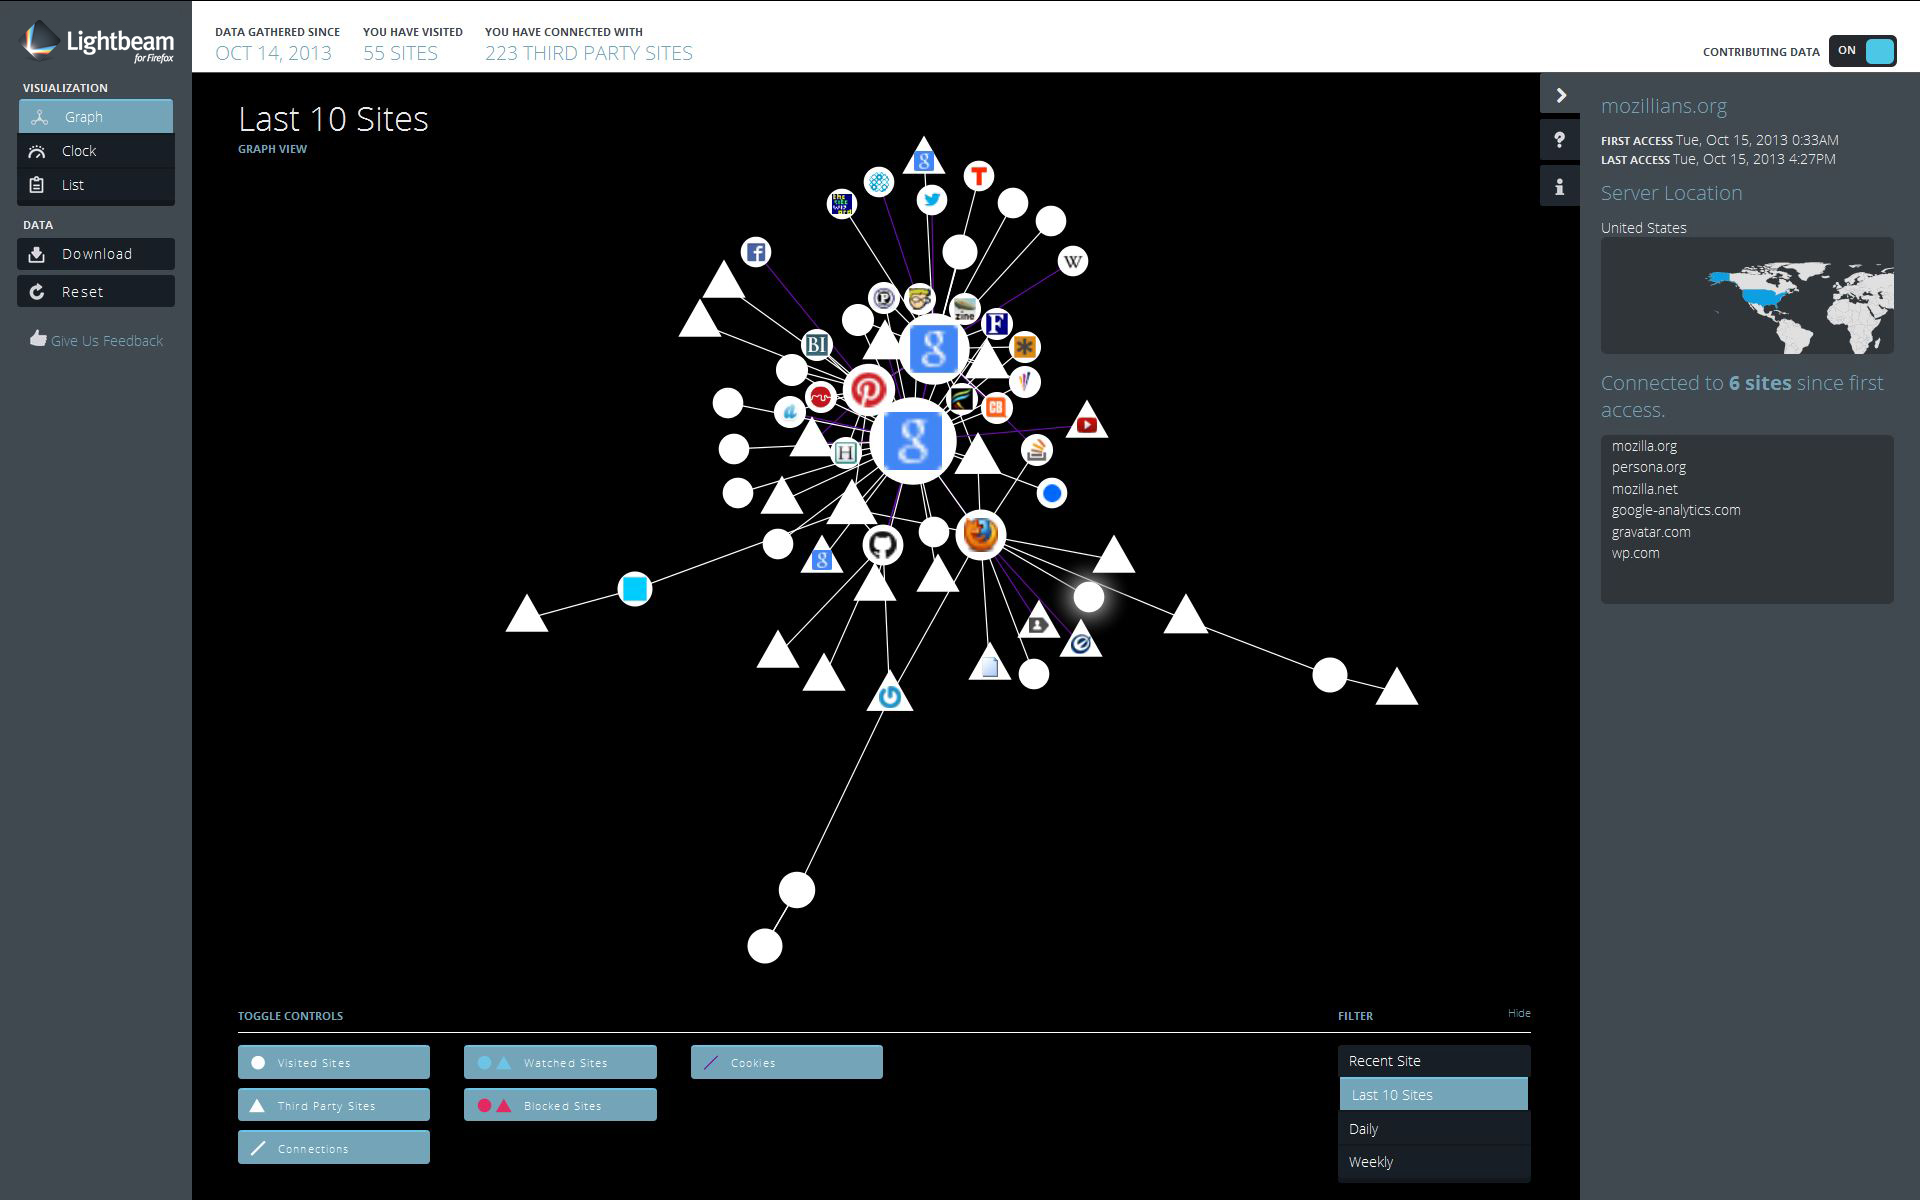 Lightbeam
for Firefox
DATA GATHERED SINCE
OCT 14, 2013
YOU HAVE VISITED
55 SITES
YOU HAVE CONNECTED WITH
223 THIRD PARTY SITES
CONTRIBUTING DATA ON
VISUALIZATION
Graph
Clock
List
DATA
Download
Reset
Give Us Feedback
Last 10 Sites
GRAPH VIEW
g
T
W
f
P
zine
F
BI
g
CB
a
g
H
g
TOGGLE CONTROLS
Visited Sites
Third Party Sites
Connections
Watched Sites
Blocked Sites
Cookies
FILTER
Hide
Recent Site
Last 10 Sites
Daily
Weekly
?
i
mozillians.org
FIRST ACCESS Tue, Oct 15, 2013 0:33AM
LAST ACCESS Tue, Oct 15, 2013 4:27PM
Server Location
United States
Connected to 6 sites since first
access.
mozilla.org
persona.org
mozilla.net
google-analytics.com
gravatar.com
wp.com